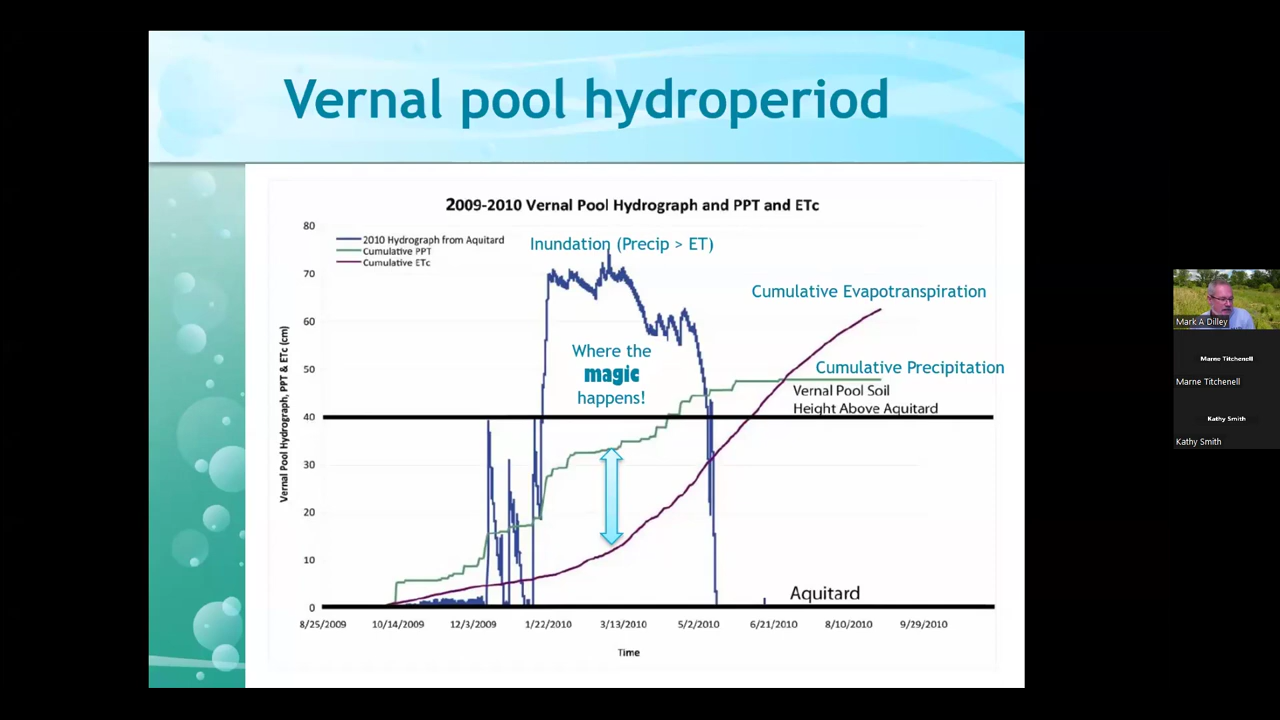 Vernal pool hydroperiod
2009-2010 Vernal Pool Hydrograph and PPT and ETc
80
70
60
50
40
30
20
10
0
Vernal Pool Hydrograph, PPT & ETc (cm)
2010 Hydrograph from Aquitard
Cumulative PPT
Cumulative ETc
Inundation (Precip > ET)
Cumulative Evapotranspiration
Where the
magic
happens!
Cumulative Precipitation
Vernal Pool Soil
Height Above Aquitard
Aquitard
8/25/2009 10/14/2009 12/3/2009 1/22/2010 3/13/2010 5/2/2010 6/21/2010 8/10/2010 9/29/2010
Time
Mark A Dilley
Marne Titchenell
Marne Titchenell
Kathy Smith
Kathy Smith